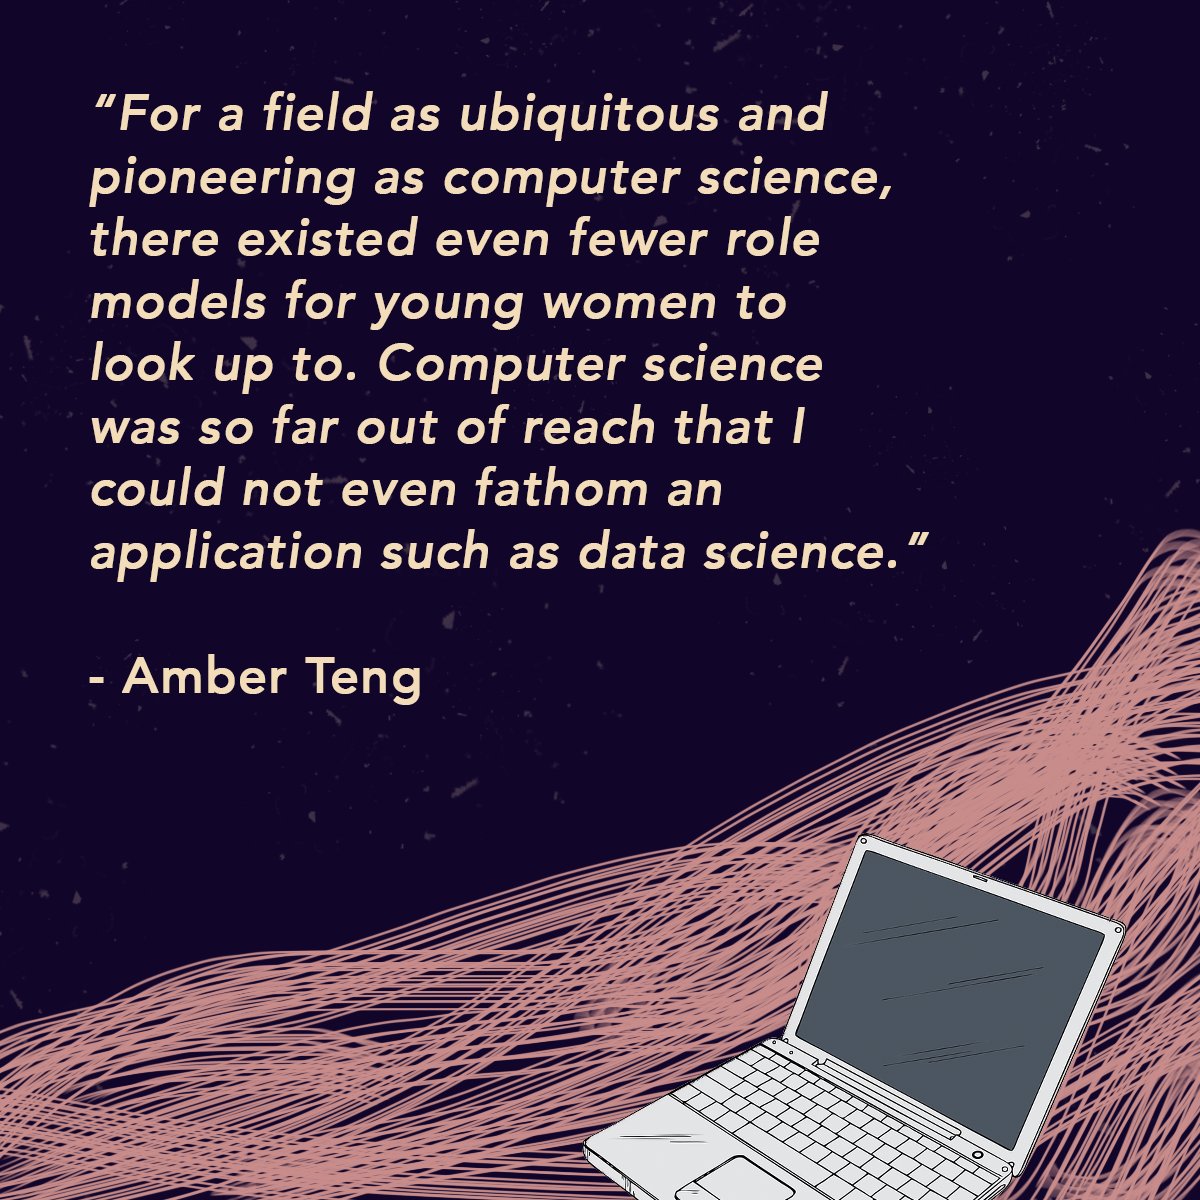 “For a field as ubiquitous and
pioneering as computer science,
there existed even fewer role
models for young women to
look up to. Computer science
was so far out of reach that I
could not even fathom an
application such as data science.”
- Amber Teng